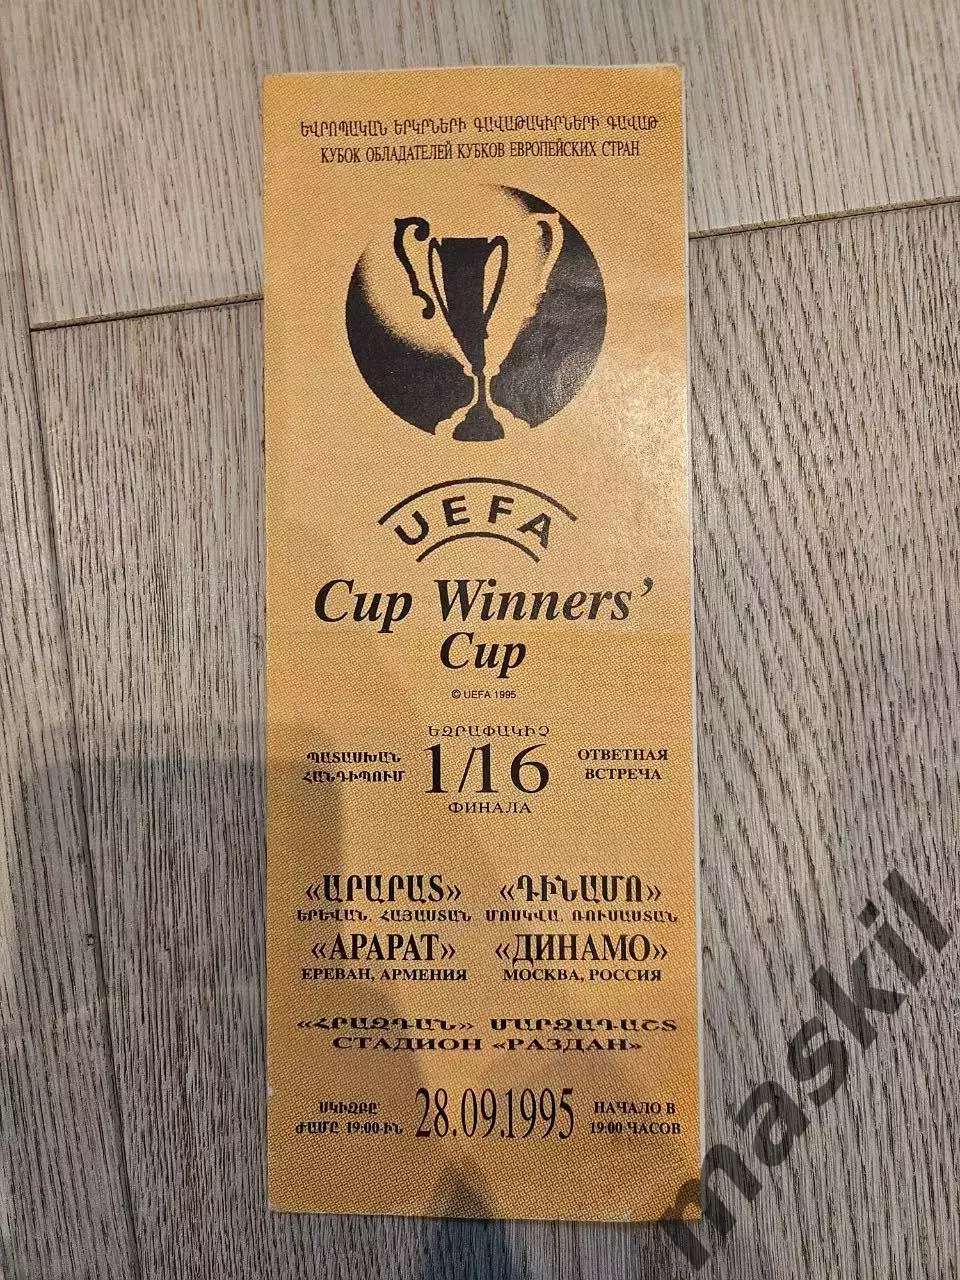 ԵՎՐՈՊԱԿԱՆ ԵՐԿՐՆԵՐԻ ԳԱՎԱԹԱԿԻՐՆԵՐԻ ԳԱՎԱԹ
КУБОК ОБЛАДАТЕЛЕЙ КУБКОВ ЕВРОПЕЙСКИХ СТРАН
UEFA
Cup Winners’
Cup
© UEFA 1995
ԵԶՐԱՓԱԿԻՉ
ՊԱՏԱՍԽԱՆ
ՀԱՆԴԻՊՈՒՄ
1/16
ФИНАЛА
ОТВЕТНАЯ
ВСТРЕЧА
«ԱՐԱՐԱՏ» «ԴԻՆԱՄՈ»
ԵՐԵՎԱՆ, ՀԱՅԱՍՏԱՆ ՄՈՍԿՎԱ, ՌՈՒՍԱՍՏԱՆ
«АРАРАТ» «ДИНАМО»
ЕРЕВАН, АРМЕНИЯ МОСКВА, РОССИЯ
«ՀՐԱԶԴԱՆ» ՄԱՐԶԱԴԱՇՏ
СТАДИОН «РАЗДАН»
ՍԿԻԶԲԸ
ԺԱՄԸ 19:00-ԻՆ
28.09.1995
НАЧАЛО В
19:00 ЧАСОВ
maskil